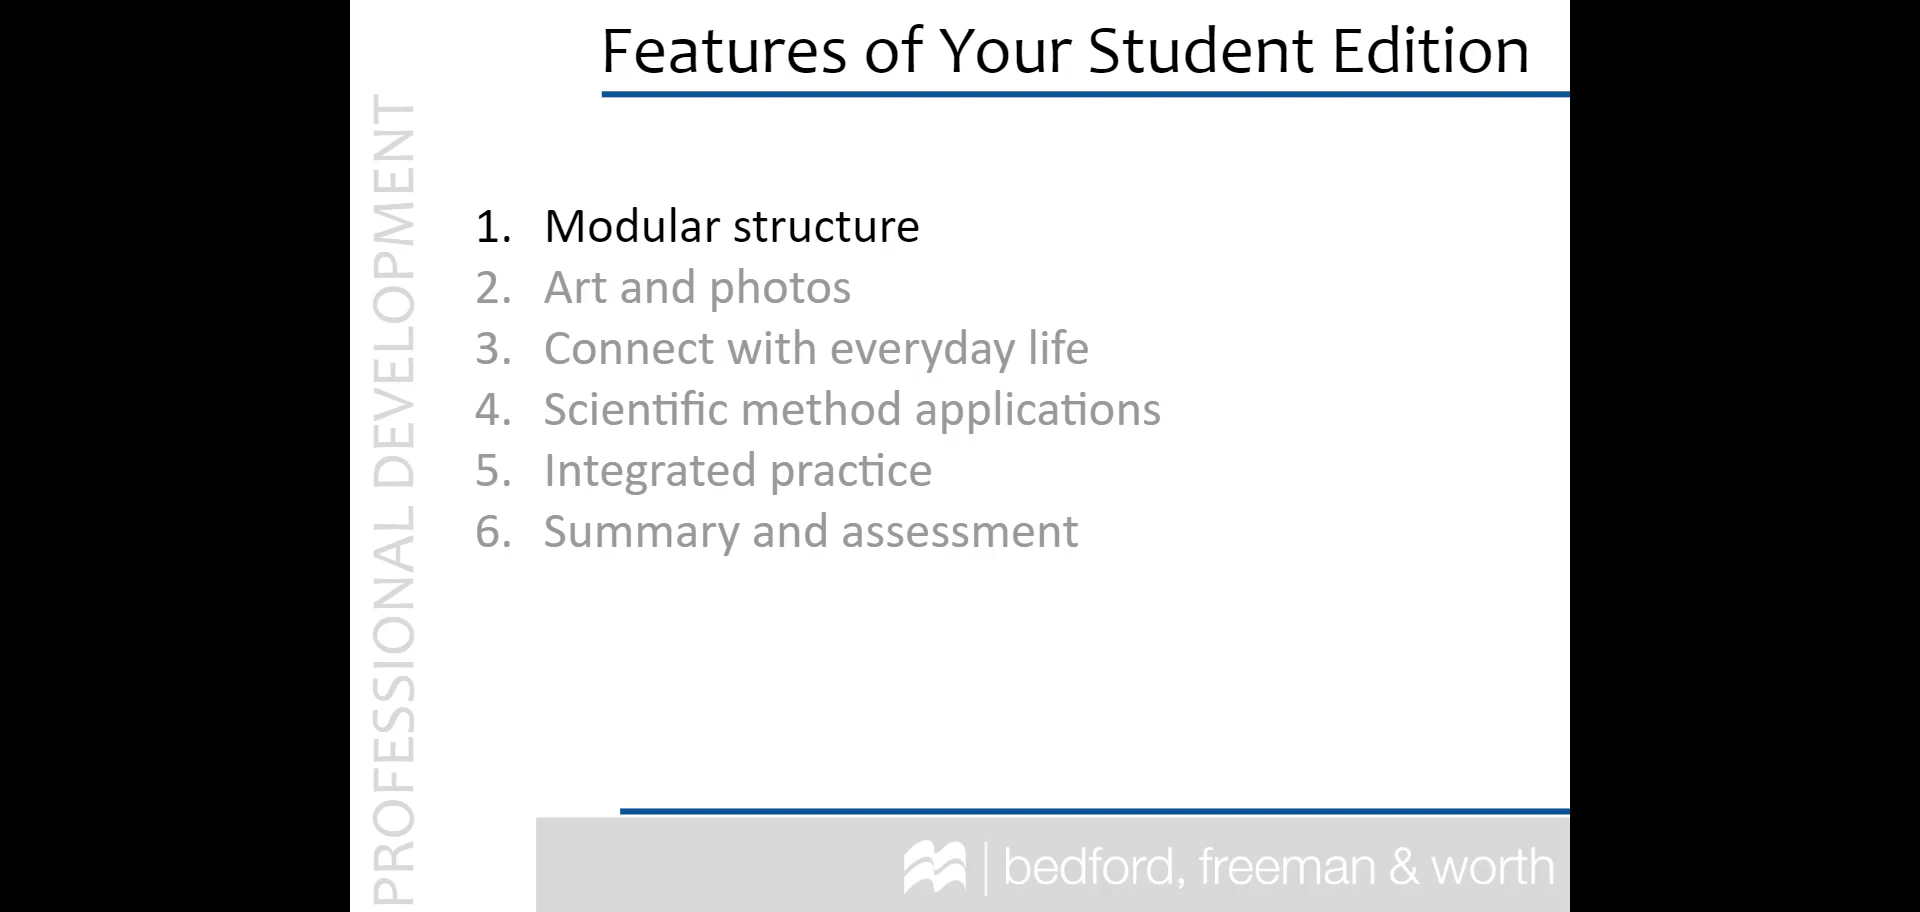 Features of Your Student Edition
PROFESSIONAL DEVELOPMENT
1. Modular structure
2. Art and photos
3. Connect with everyday life
4. Scientific method applications
5. Integrated practice
6. Summary and assessment
bedford, freeman & worth